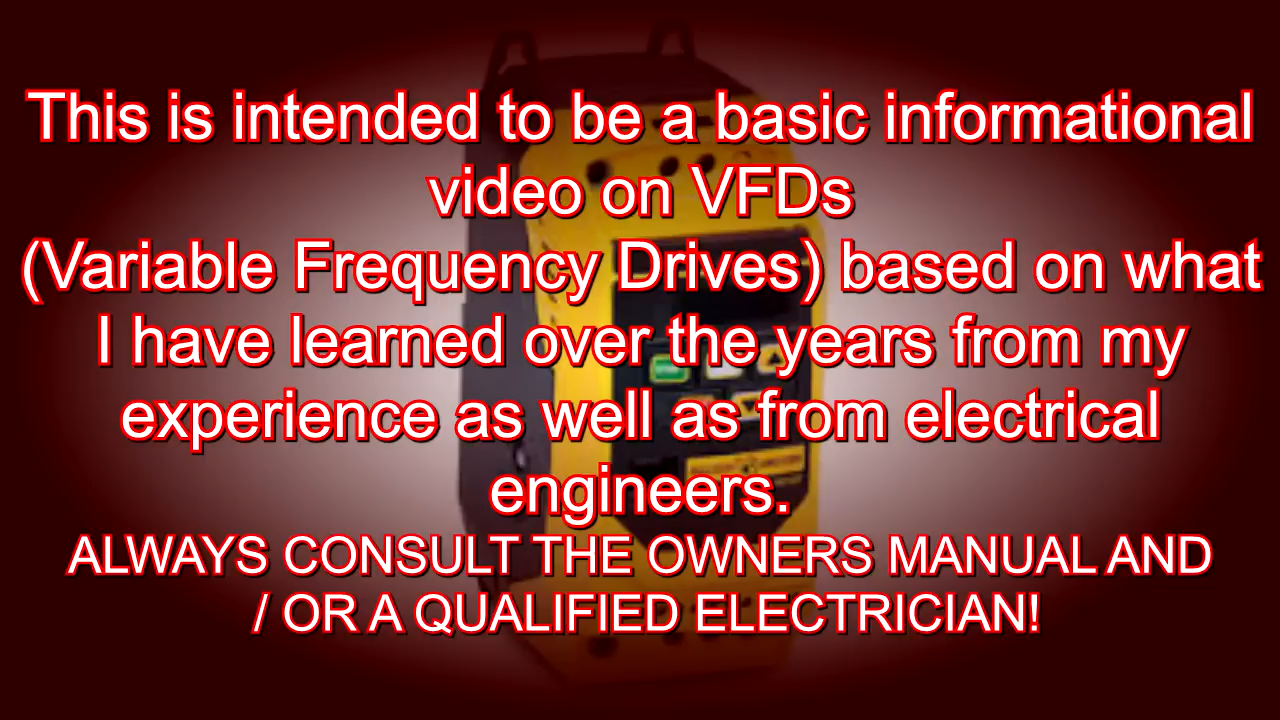 This is intended to be a basic informational
video on VFDs
(Variable Frequency Drives) based on what
I have learned over the years from my
experience as well as from electrical
engineers.
ALWAYS CONSULT THE OWNERS MANUAL AND
/ OR A QUALIFIED ELECTRICIAN!